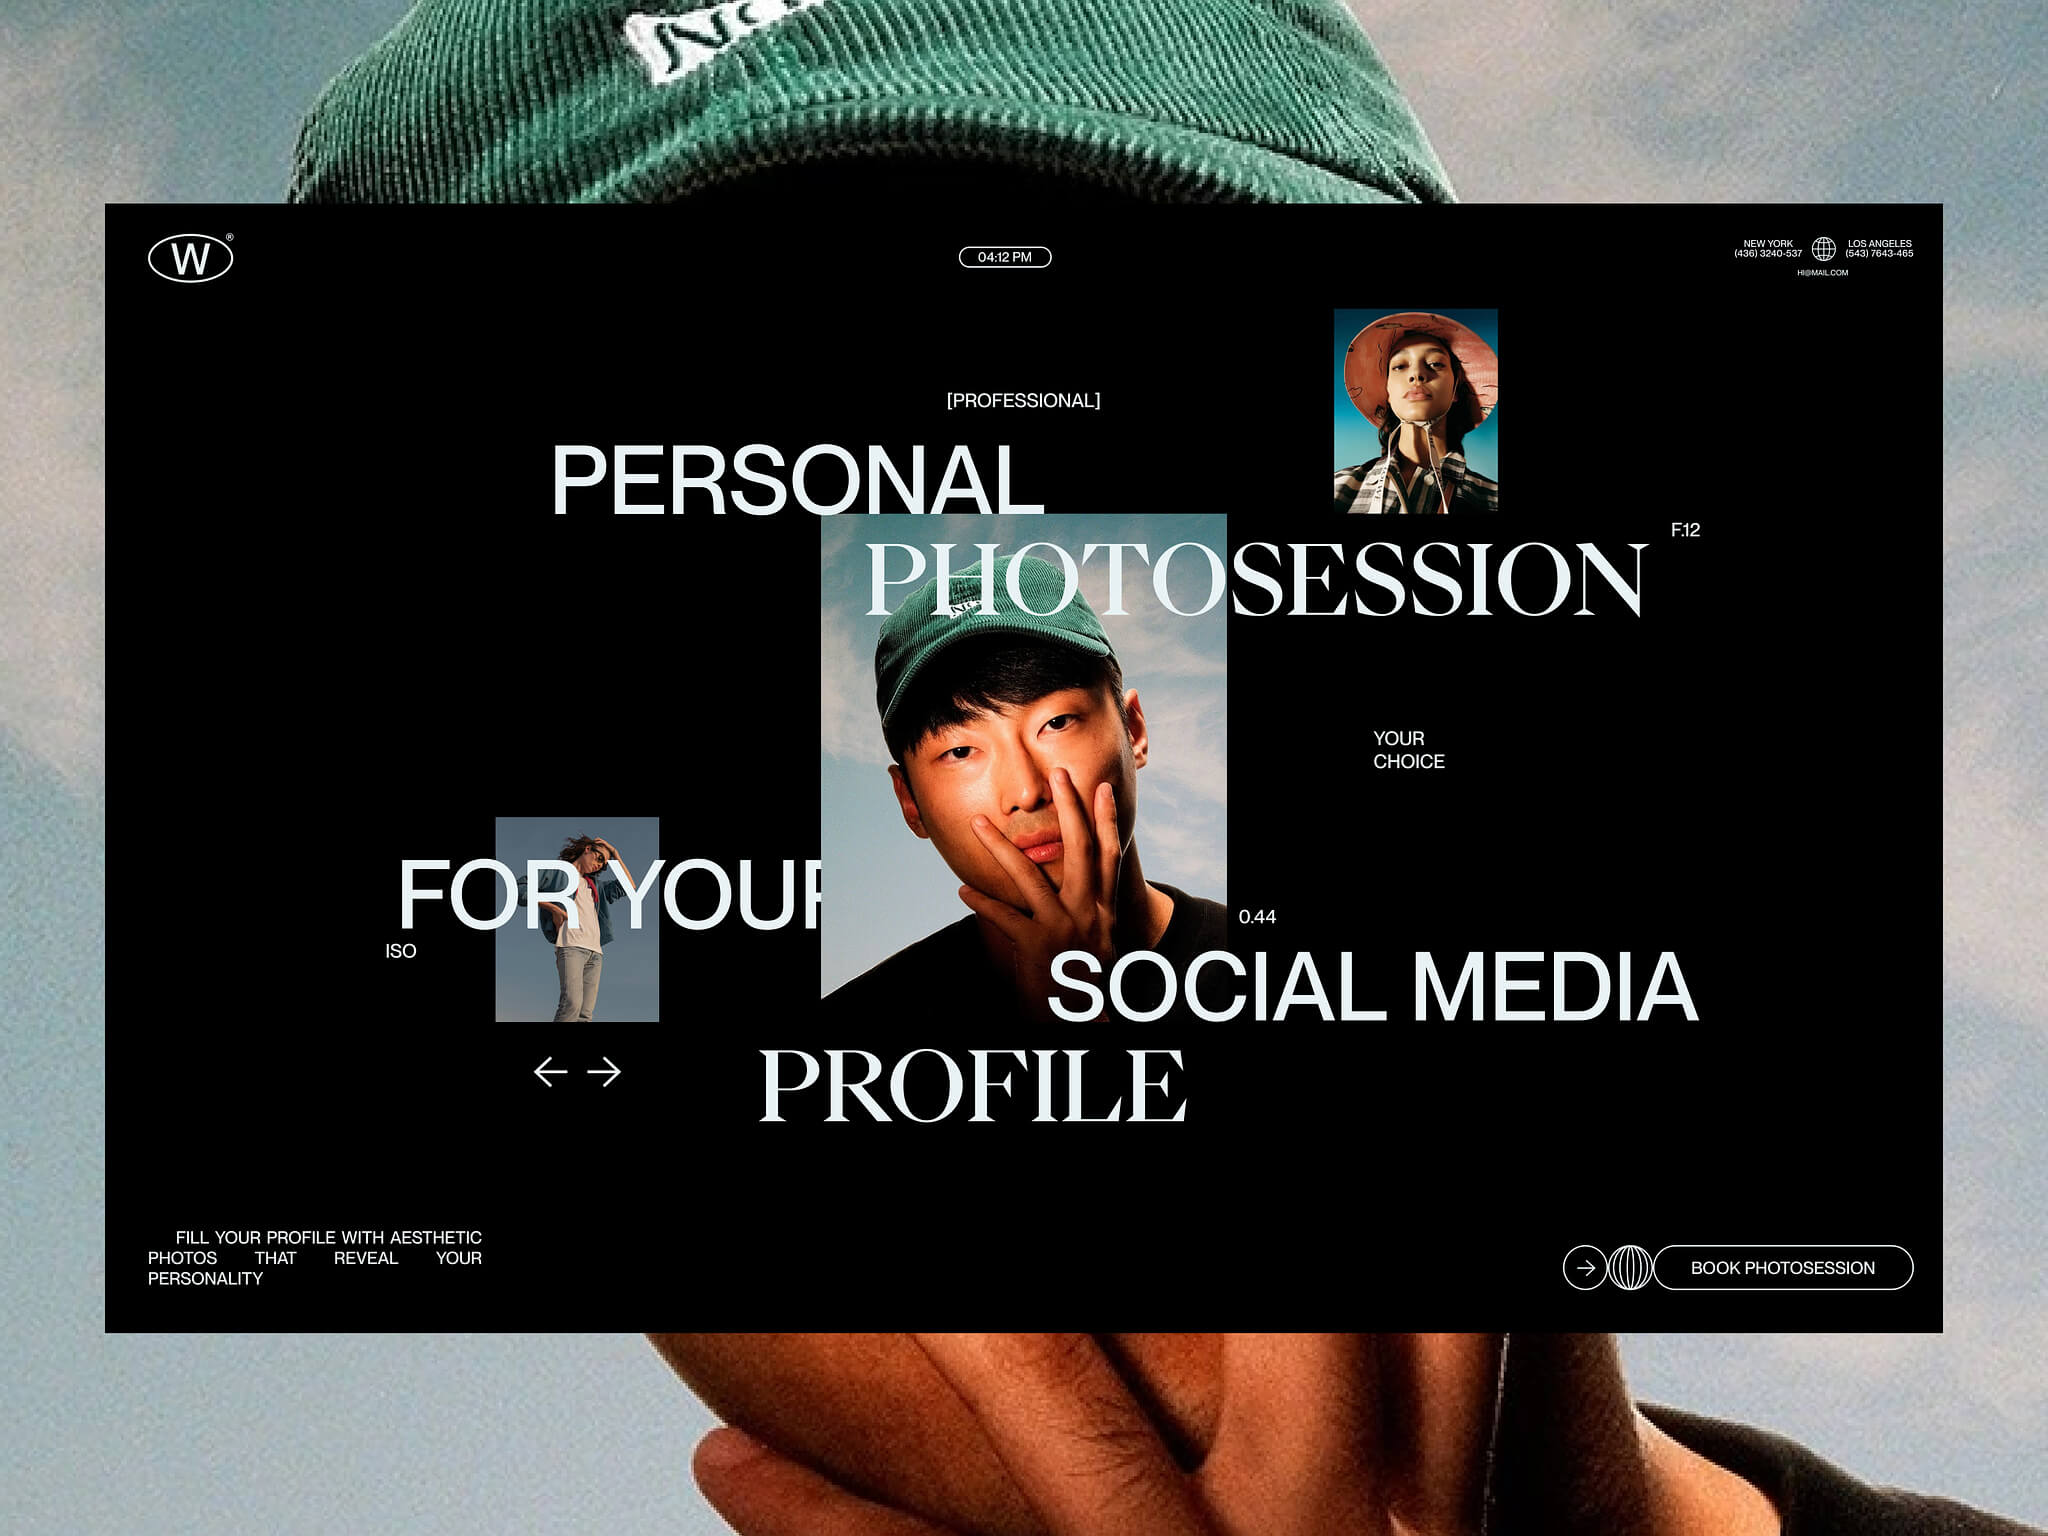 W®
04:12 PM
NEW YORK
(436) 3240-537
LOS ANGELES
(543) 7643-465
HI@MAIL.COM
[PROFESSIONAL]
PERSONAL
F.12
PHOTOSESSION
YOUR
CHOICE
FOR YOUR
0.44
ISO
SOCIAL MEDIA
PROFILE
FILL YOUR PROFILE WITH AESTHETIC
PHOTOS THAT REVEAL YOUR
PERSONALITY
BOOK PHOTOSESSION